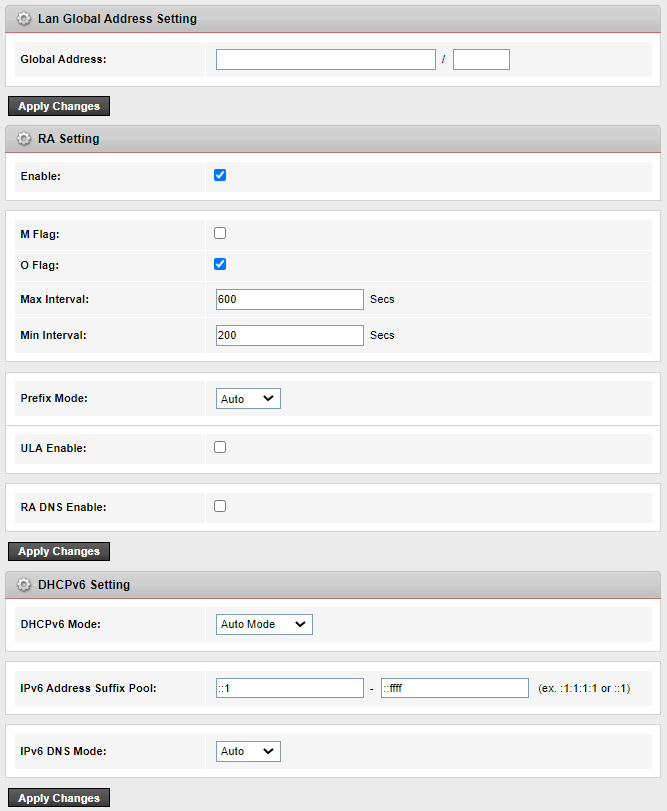 Lan Global Address Setting
Global Address: /
Apply Changes
RA Setting
Enable:
M Flag:
O Flag:
Max Interval: 600 Secs
Min Interval: 200 Secs
Prefix Mode: Auto
ULA Enable:
RA DNS Enable:
Apply Changes
DHCPv6 Setting
DHCPv6 Mode: Auto Mode
IPv6 Address Suffix Pool: ::1 - ::ffff (ex. :1:1:1:1 or ::1)
IPv6 DNS Mode: Auto
Apply Changes